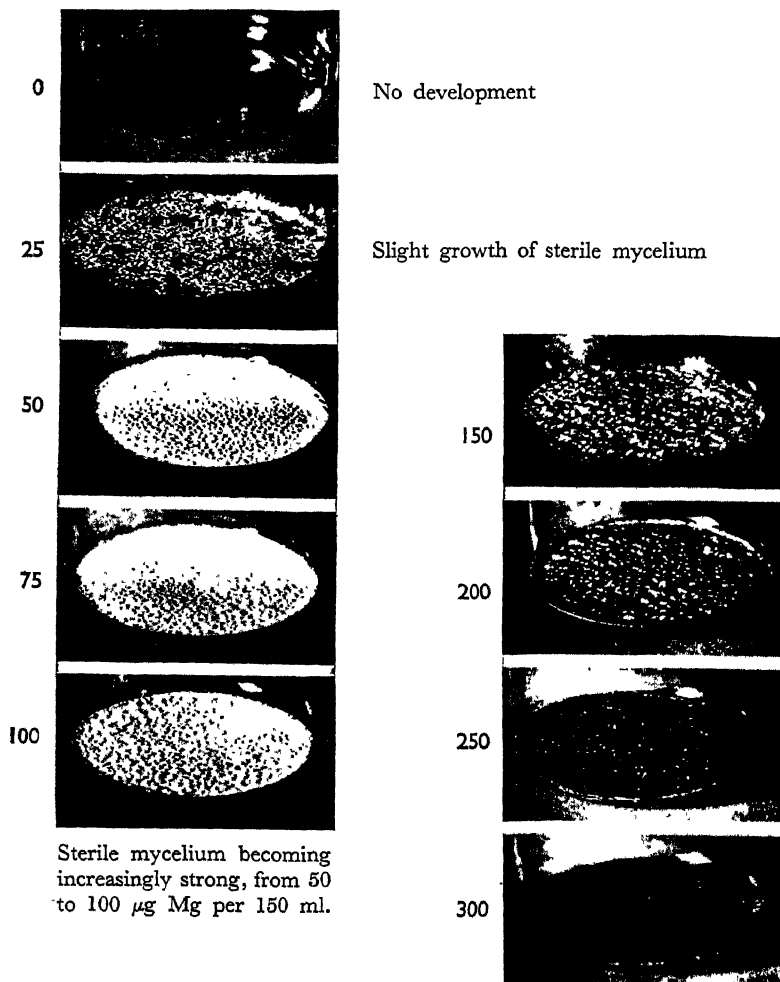 0
No development
25
Slight growth of sterile mycelium
50
75
100
Sterile mycelium becoming
increasingly strong, from 50
to 100 μg Mg per 150 ml.
150
200
250
300